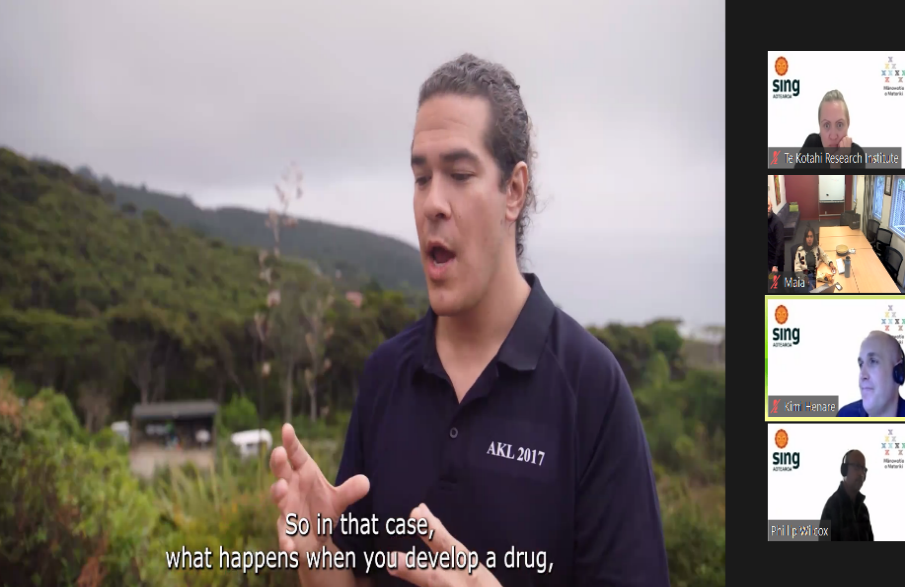 AKL 2017
So in that case,
what happens when you develop a drug,
sing
AOTEAROA
Te Kotahi Research Institute
Maia
sing
AOTEAROA
Kimi Henare
sing
AOTEAROA
Phillip Wilcox